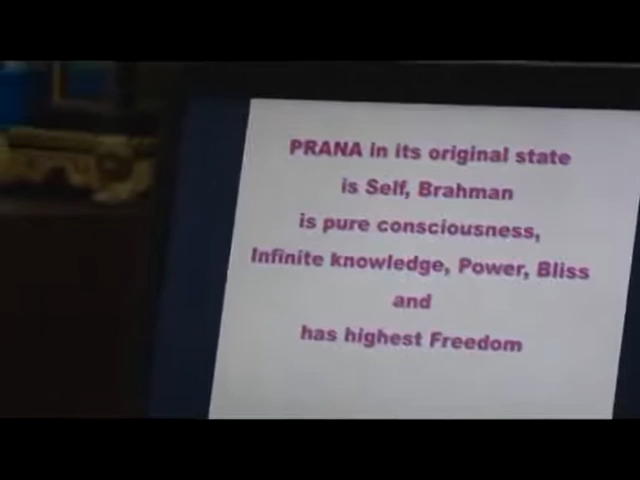 PRANA in its original state
is Self, Brahman
is pure consciousness,
Infinite knowledge, Power, Bliss
and
has highest Freedom